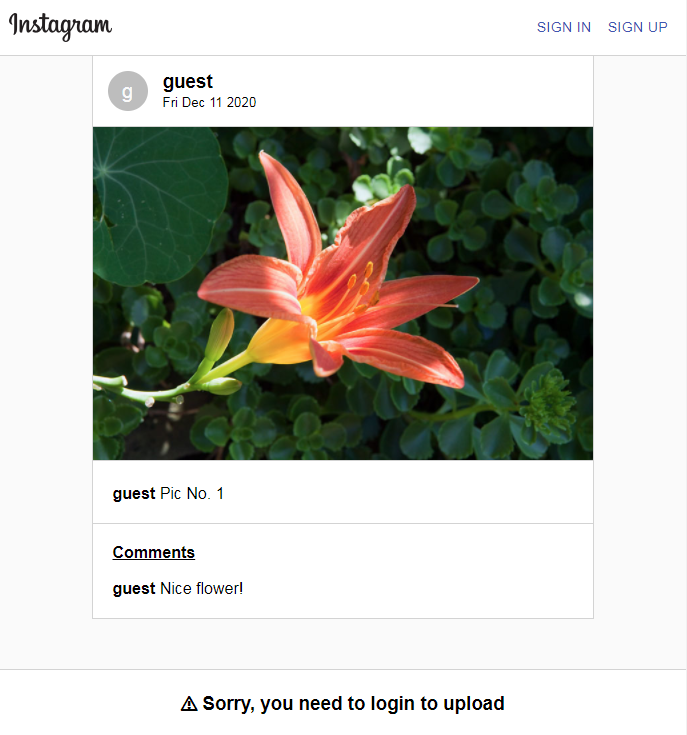 Instagram
SIGN IN SIGN UP
g
guest
Fri Dec 11 2020
guest Pic No. 1
Comments
guest Nice flower!
⚠ Sorry, you need to login to upload